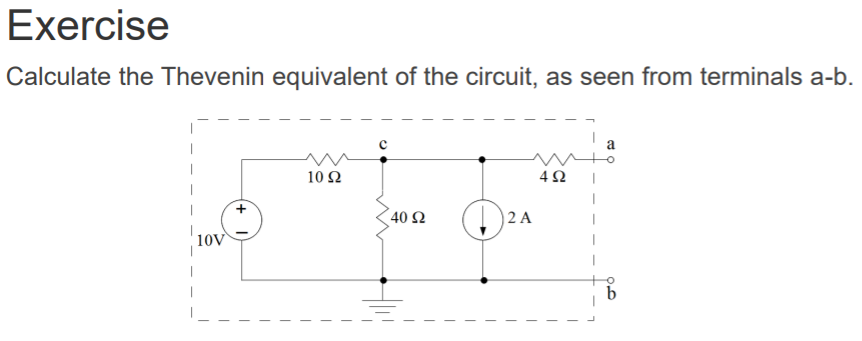 Exercise
Calculate the Thevenin equivalent of the circuit, as seen from terminals a-b.
c
a
10 Ω
4 Ω
+
40 Ω
2 A
10V
b